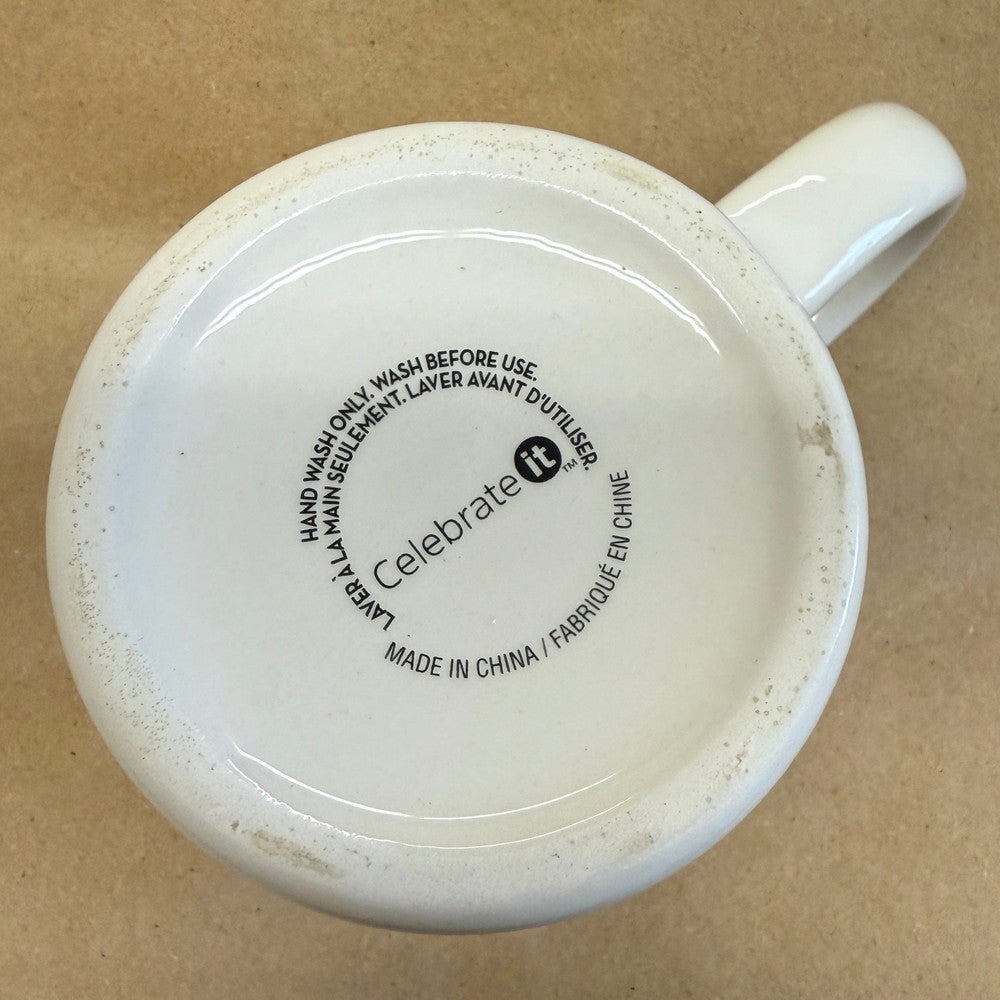 HAND WASH ONLY. WASH BEFORE USE.
LAVER À LA MAIN SEULEMENT. LAVER AVANT D'UTILISER.
Celebrate it™
MADE IN CHINA / FABRIQUÉ EN CHINE